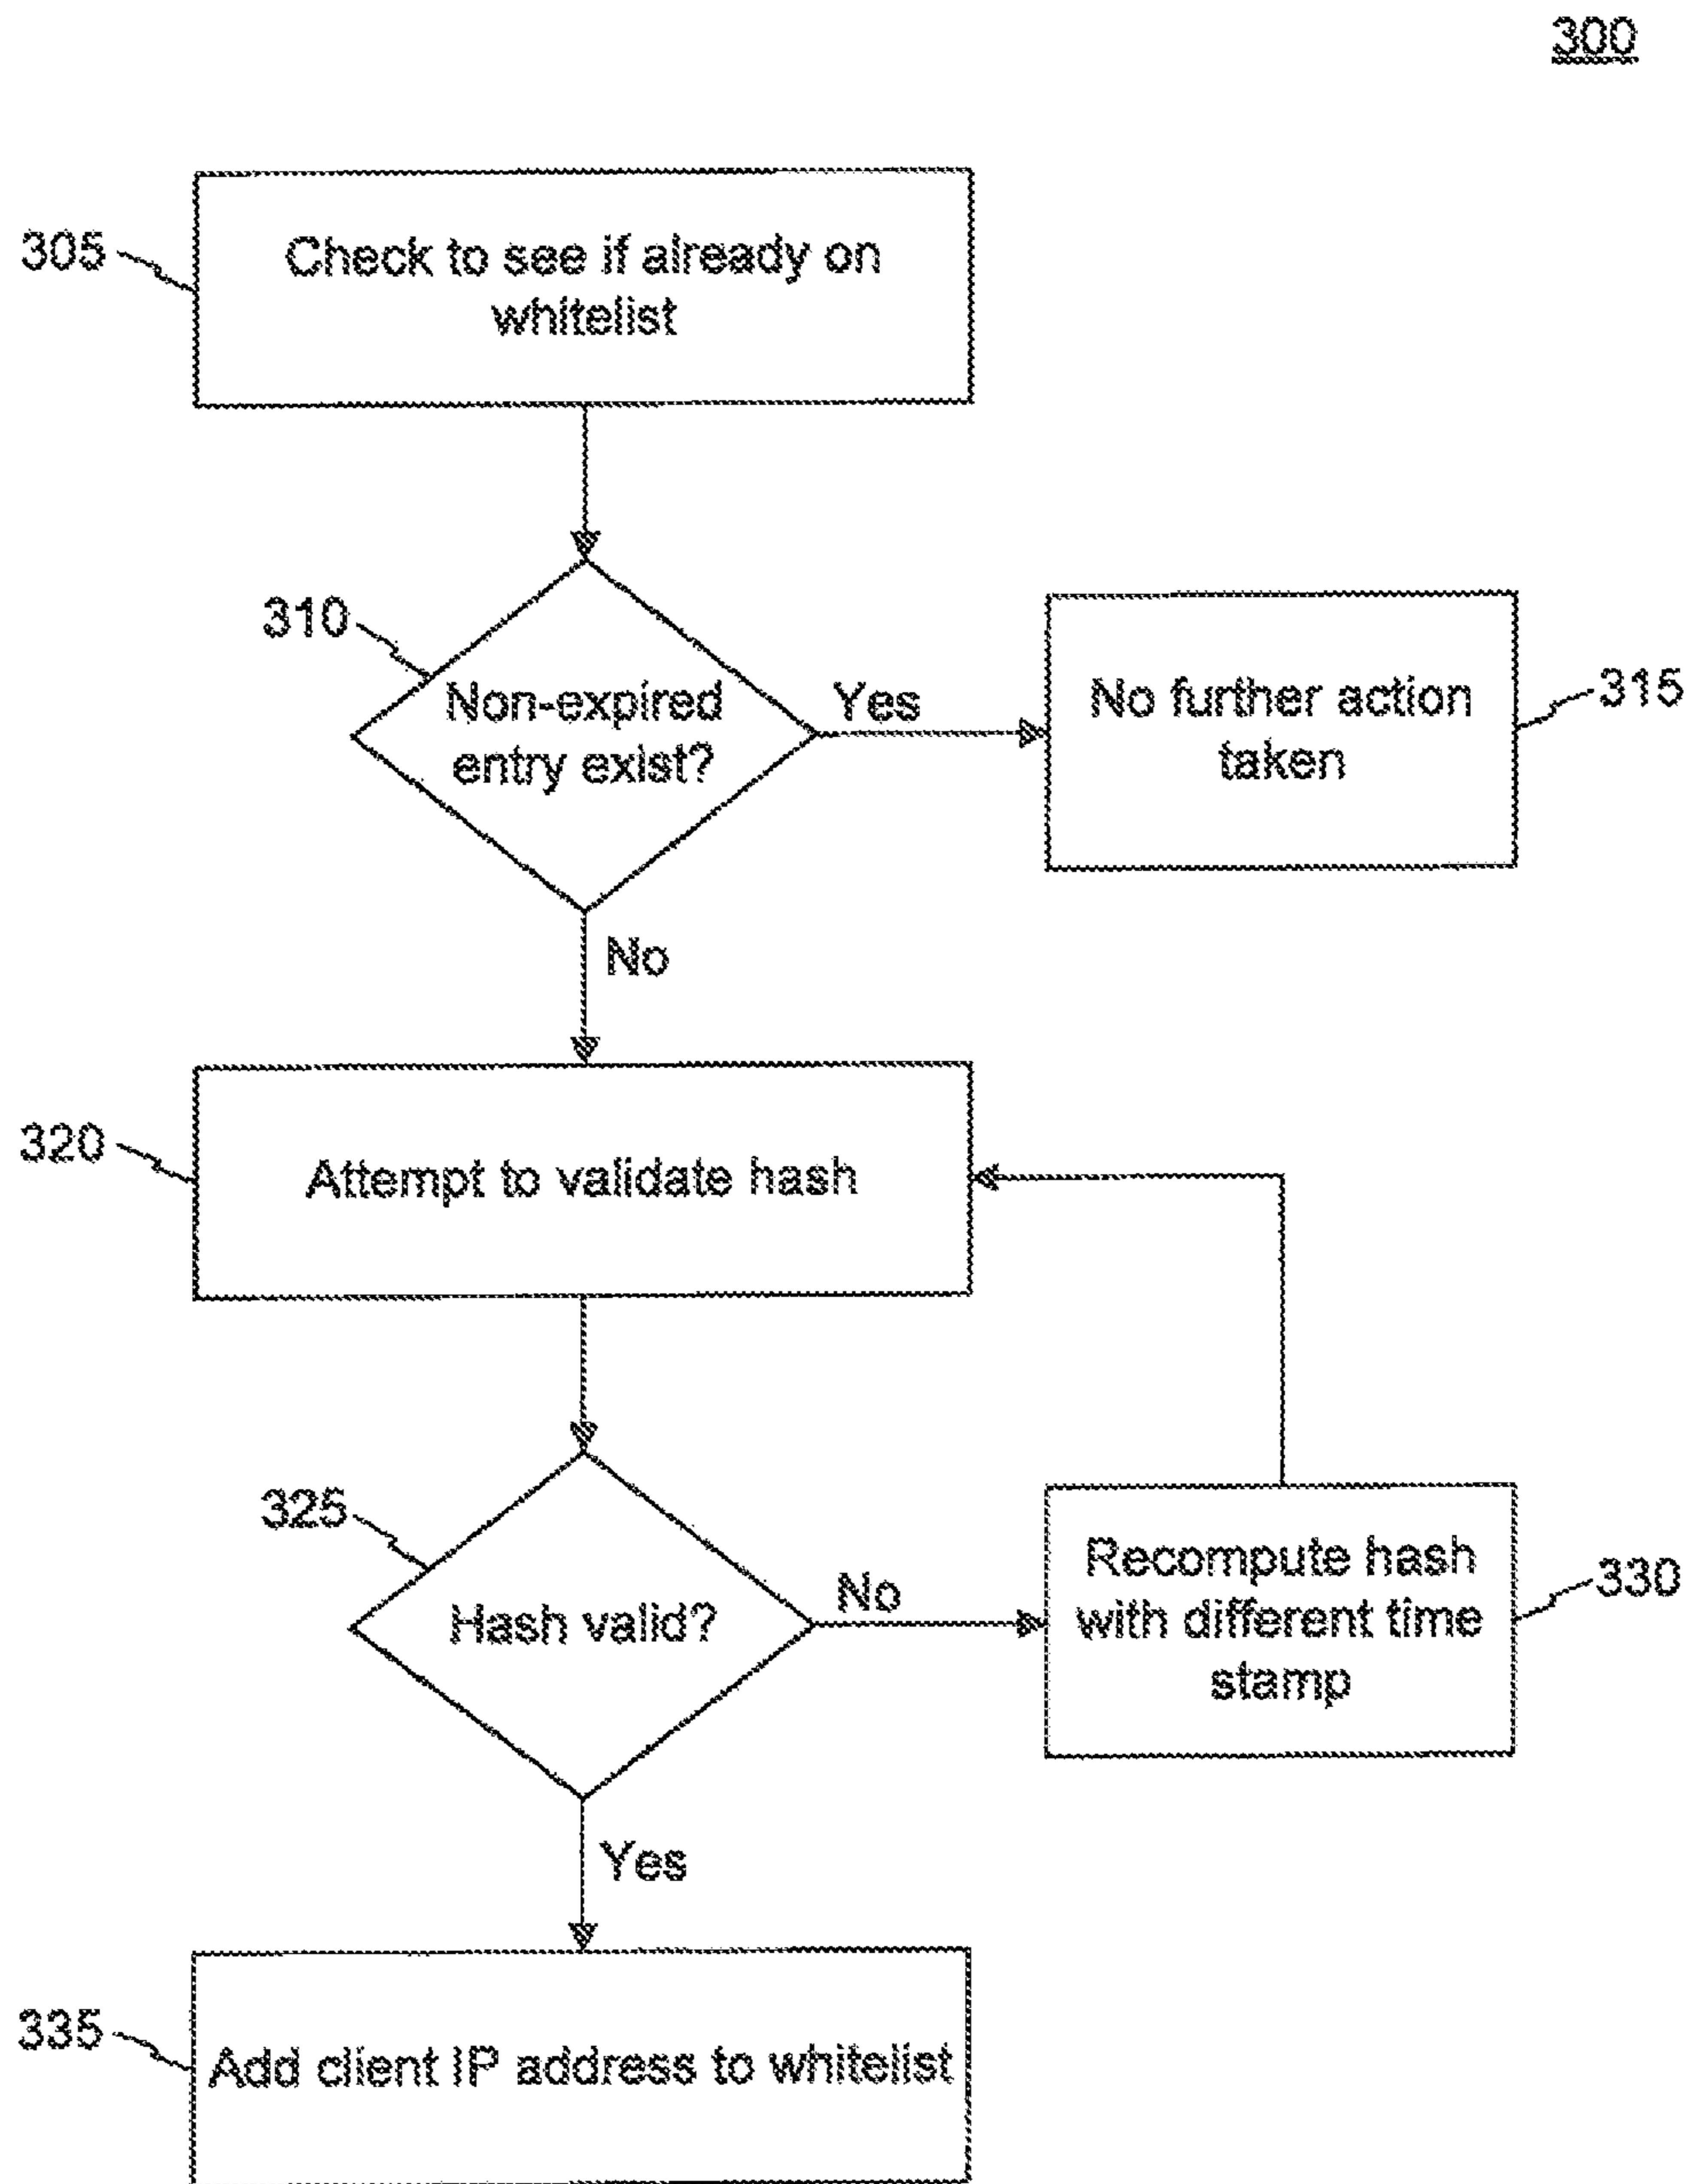 300
305
Check to see if already on
whitelist
310
Non-expired
entry exist?
Yes
No further action
taken
315
No
320
Attempt to validate hash
325
Hash valid?
No
Recompute hash
with different time
stamp
330
Yes
335
Add client IP address to whitelist